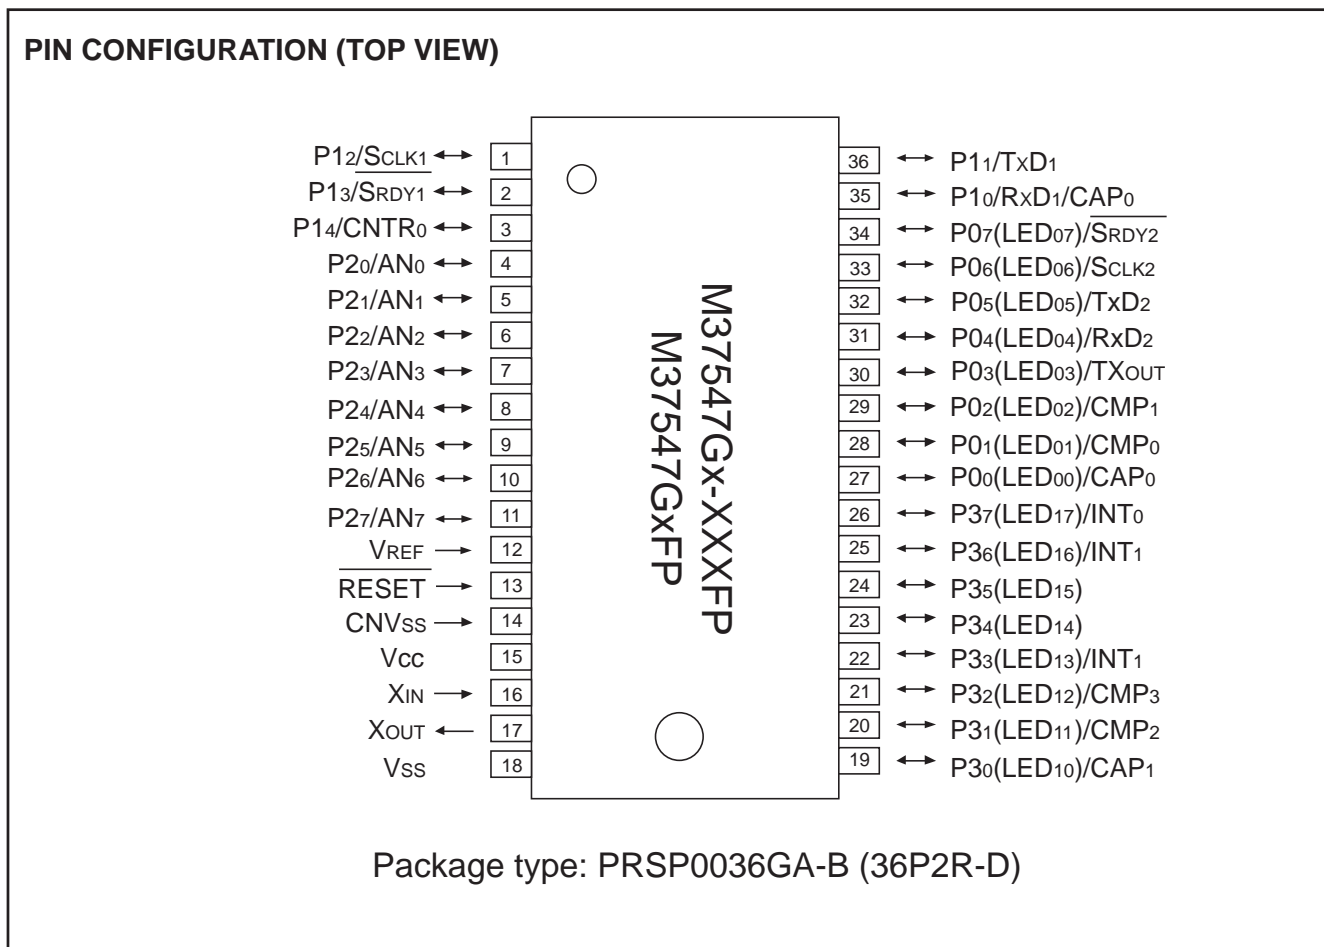 PIN CONFIGURATION (TOP VIEW)
P12/SCLK1 1
P13/SRDY1 2
P14/CNTR0 3
P20/AN0 4
P21/AN1 5
P22/AN2 6
P23/AN3 7
P24/AN4 8
P25/AN5 9
P26/AN6 10
P27/AN7 11
VREF 12
RESET 13
CNVSS 14
Vcc 15
XIN 16
XOUT 17
VSS 18
M37547Gx-XXXFP
M37547GxFP
36 P11/TXD1
35 P10/RXD1/CAP0
34 P07(LED07)/SRDY2
33 P06(LED06)/SCLK2
32 P05(LED05)/TxD2
31 P04(LED04)/RxD2
30 P03(LED03)/TXOUT
29 P02(LED02)/CMP1
28 P01(LED01)/CMP0
27 P00(LED00)/CAP0
26 P37(LED17)/INT0
25 P36(LED16)/INT1
24 P35(LED15)
23 P34(LED14)
22 P33(LED13)/INT1
21 P32(LED12)/CMP3
20 P31(LED11)/CMP2
19 P30(LED10)/CAP1
Package type: PRSP0036GA-B (36P2R-D)